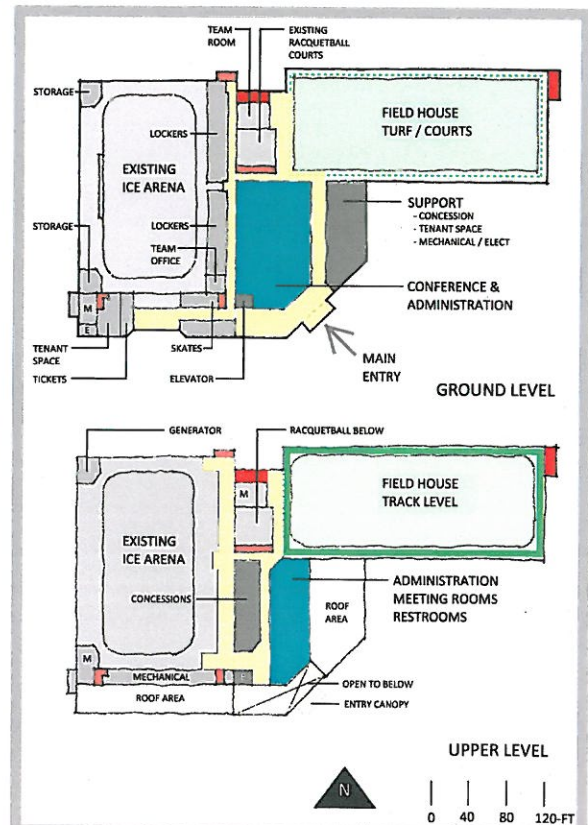 TEAM
ROOM
EXISTING
RACQUETBALL
COURTS
STORAGE
LOCKERS
EXISTING
ICE ARENA
FIELD HOUSE
TURF / COURTS
SUPPORT
- CONCESSION
- TENANT SPACE
- MECHANICAL / ELECT
STORAGE
LOCKERS
TEAM
OFFICE
CONFERENCE &
ADMINISTRATION
M
E
TENANT
SPACE
TICKETS
SKATES
ELEVATOR
MAIN
ENTRY
GROUND LEVEL
GENERATOR
RACQUETBALL BELOW
M
FIELD HOUSE
TRACK LEVEL
EXISTING
ICE ARENA
CONCESSIONS
ADMINISTRATION
MEETING ROOMS
RESTROOMS
ROOF
AREA
M
MECHANICAL
ROOF AREA
OPEN TO BELOW
ENTRY CANOPY
UPPER LEVEL
N
0 40 80 120-FT